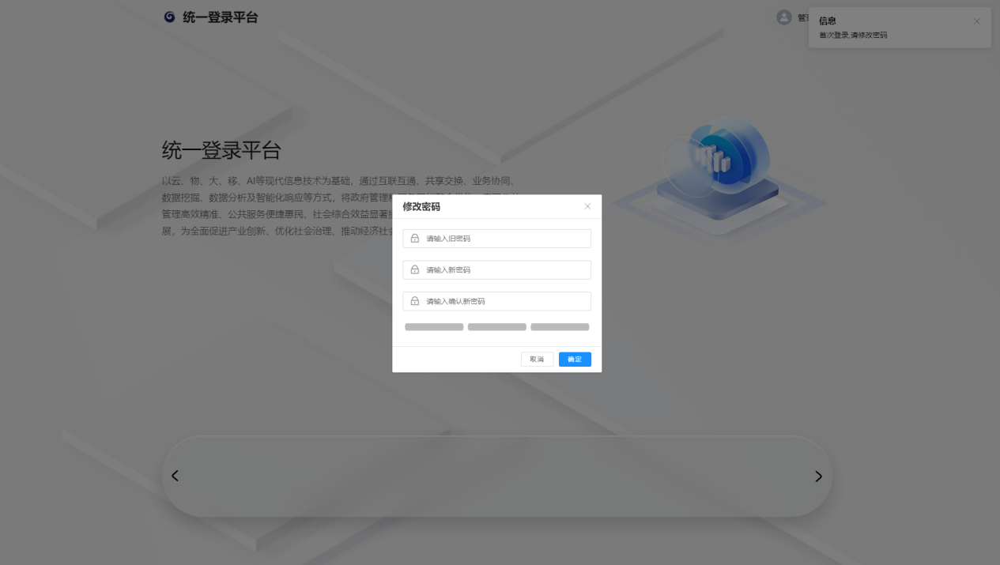 统一登录平台
信息
首次登录,请修改密码
统一登录平台
以云、物、大、移、AI等现代信息技术为基础，通过互联互通、共享交换、业务协同、
数据挖掘、数据分析及智能化响应等方式，将政府管理
管理高效精准、公共服务便捷惠民、社会综合效益显著
展，为全面促进产业创新、优化社会治理、推动经济社
修改密码
请输入旧密码
请输入新密码
请输入确认新密码
取消
确定